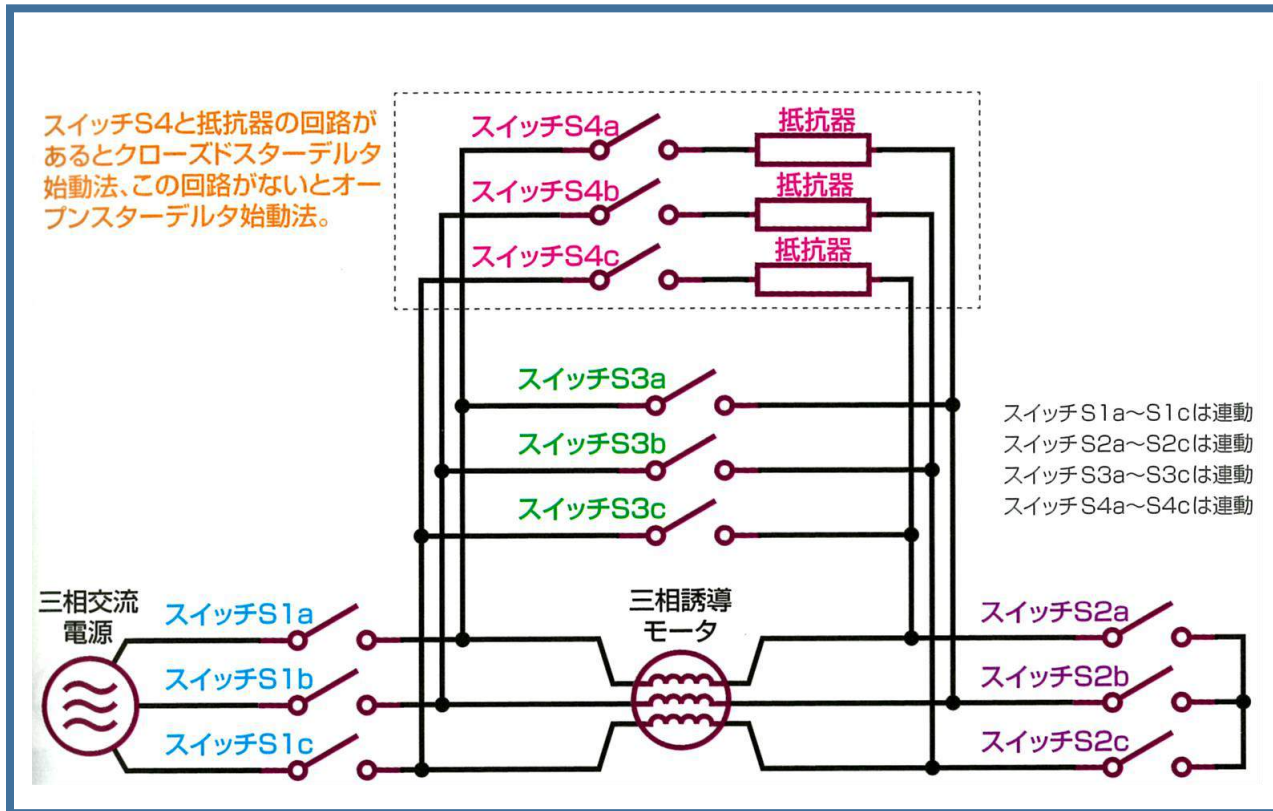 スイッチS4と抵抗器の回路が
あるとクローズドスターデルタ
始動法、この回路がないとオー
プンスターデルタ始動法。
スイッチS4a
抵抗器
スイッチS4b
抵抗器
スイッチS4c
抵抗器
スイッチS3a
スイッチS3b
スイッチS3c
スイッチS1a～S1cは連動
スイッチS2a～S2cは連動
スイッチS3a～S3cは連動
スイッチS4a～S4cは連動
三相交流
電源
スイッチS1a
スイッチS1b
スイッチS1c
三相誘導
モータ
スイッチS2a
スイッチS2b
スイッチS2c